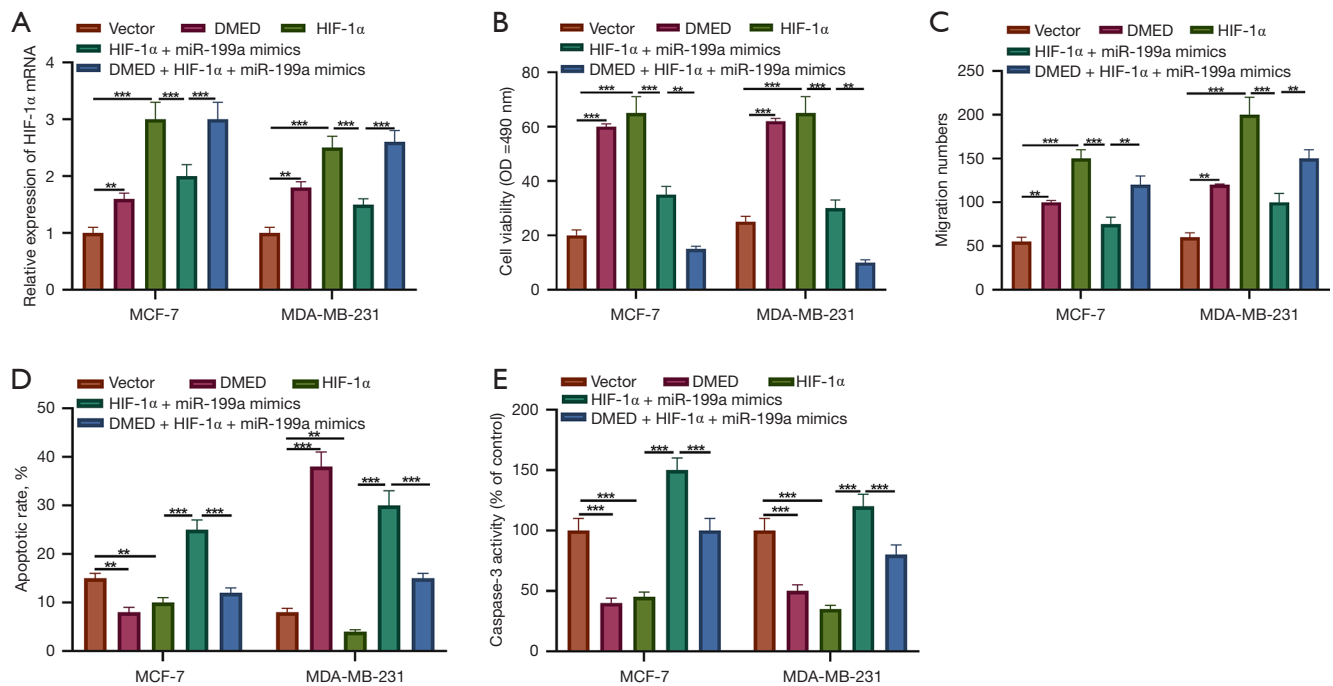 A
Vector DMED HIF-1α
HIF-1α + miR-199a mimics
DMED + HIF-1α + miR-199a mimics
Relative expression of HIF-1α mRNA
4
3
2
1
0
*** *** ***
**
*** *** ***
**
MCF-7 MDA-MB-231
B
Vector DMED HIF-1α
HIF-1α + miR-199a mimics
DMED + HIF-1α + miR-199a mimics
Cell viability (OD =490 nm)
80
60
40
20
0
*** *** **
***
*** *** **
***
MCF-7 MDA-MB-231
C
Vector DMED HIF-1α
HIF-1α + miR-199a mimics
DMED + HIF-1α + miR-199a mimics
Migration numbers
250
200
150
100
50
0
*** *** **
**
*** *** **
**
MCF-7 MDA-MB-231
D
Vector DMED HIF-1α
HIF-1α + miR-199a mimics
DMED + HIF-1α + miR-199a mimics
Apoptotic rate, %
50
40
30
20
10
0
*** ***
**
**
**
***
*** ***
MCF-7 MDA-MB-231
E
Vector DMED HIF-1α
HIF-1α + miR-199a mimics
DMED + HIF-1α + miR-199a mimics
Caspase-3 activity (% of control)
200
150
100
50
0
*** ***
***
***
*** ***
***
***
MCF-7 MDA-MB-231